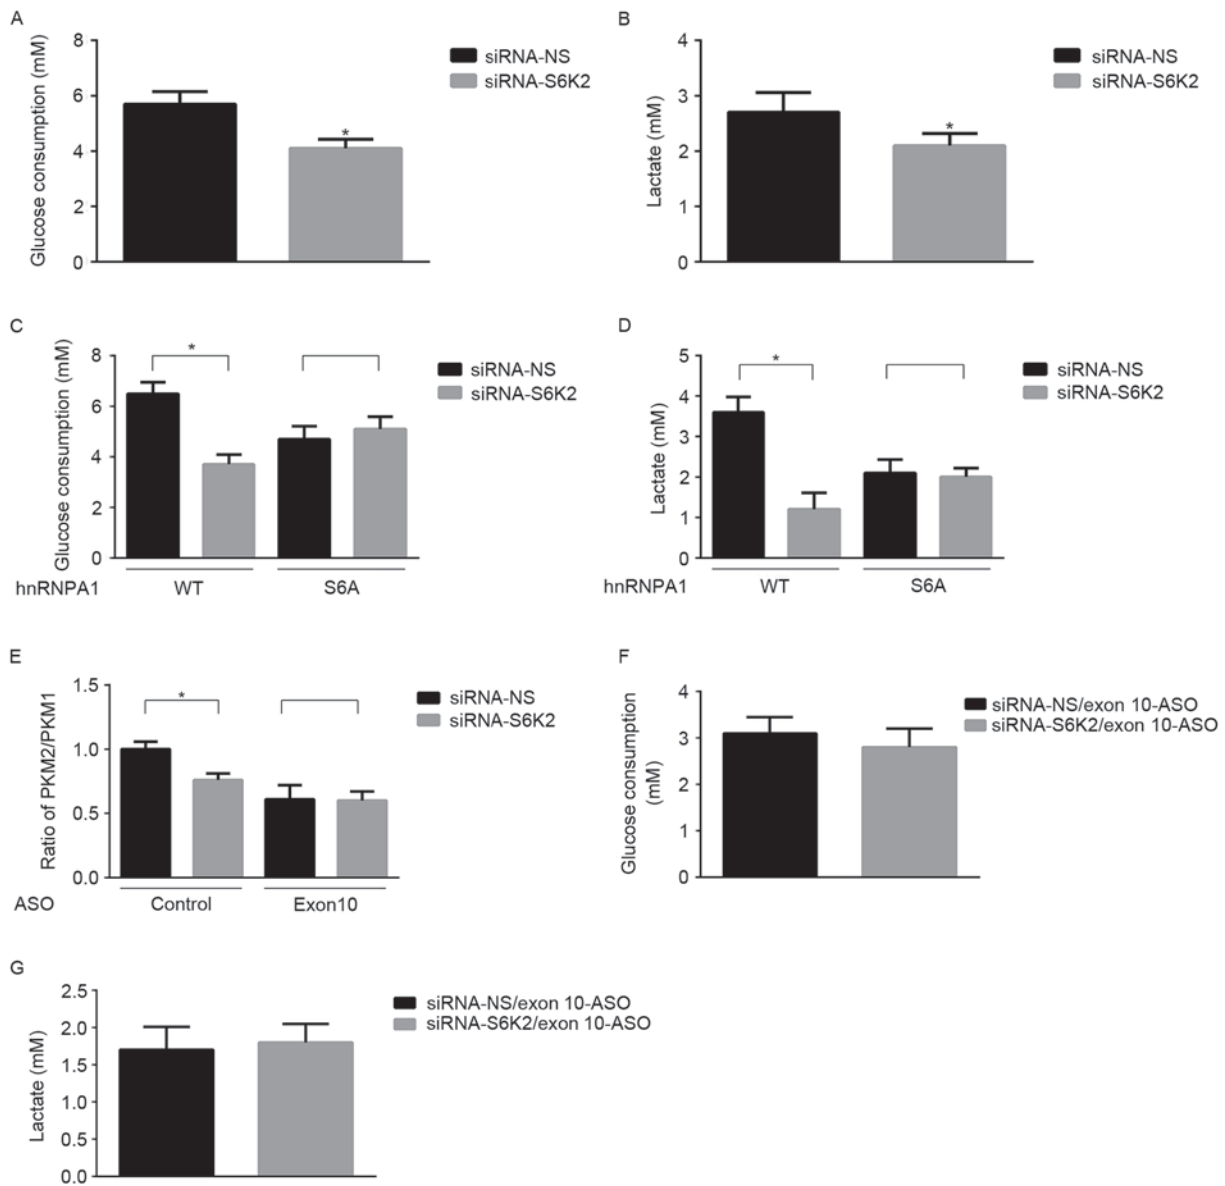 A
Glucose consumption (mM)
8
6
4
2
0
*
siRNA-NS
siRNA-S6K2
B
Lactate (mM)
4
3
2
1
0
*
siRNA-NS
siRNA-S6K2
C
Glucose consumption (mM)
8
6
4
2
0
*
siRNA-NS
siRNA-S6K2
hnRNPA1 WT S6A
D
Lactate (mM)
5
4
3
2
1
0
*
siRNA-NS
siRNA-S6K2
hnRNPA1 WT S6A
E
Ratio of PKM2/PKM1
1.5
1.0
0.5
0.0
*
siRNA-NS
siRNA-S6K2
ASO Control Exon10
F
Glucose consumption
(mM)
4
3
2
1
0
siRNA-NS/exon 10-ASO
siRNA-S6K2/exon 10-ASO
G
Lactate (mM)
2.5
2.0
1.5
1.0
0.5
0.0
siRNA-NS/exon 10-ASO
siRNA-S6K2/exon 10-ASO